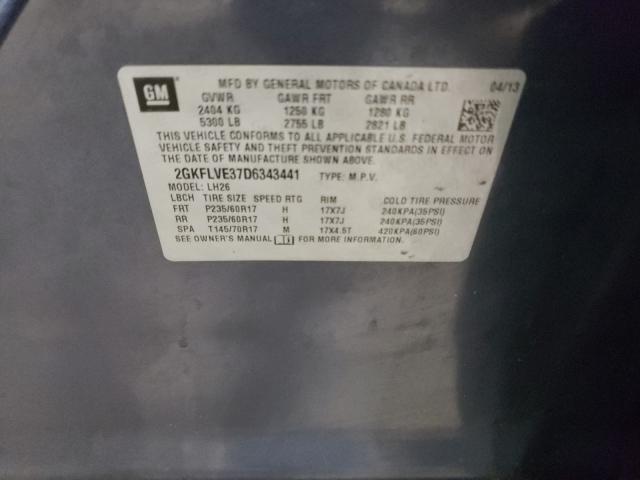 GM
MFD BY GENERAL MOTORS OF CANADA LTD. 04/13
GVWR GAWR FRT GAWR RR
2404 KG 1250 KG 1280 KG
5300 LB 2755 LB 2821 LB
THIS VEHICLE CONFORMS TO ALL APPLICABLE U.S. FEDERAL MOTOR
VEHICLE SAFETY AND THEFT PREVENTION STANDARDS IN EFFECT ON THE
DATE OF MANUFACTURE SHOWN ABOVE.
2GKFLVE37D6343441 TYPE: M.P.V.
MODEL: LH26
LBCH TIRE SIZE SPEED RTG RIM COLD TIRE PRESSURE
FRT P235/60R17 H 17X7J 240KPA(35PSI)
RR P235/60R17 H 17X7J 240KPA(35PSI)
SPA T145/70R17 M 17X4.5T 420KPA(60PSI)
SEE OWNER'S MANUAL FOR MORE INFORMATION.